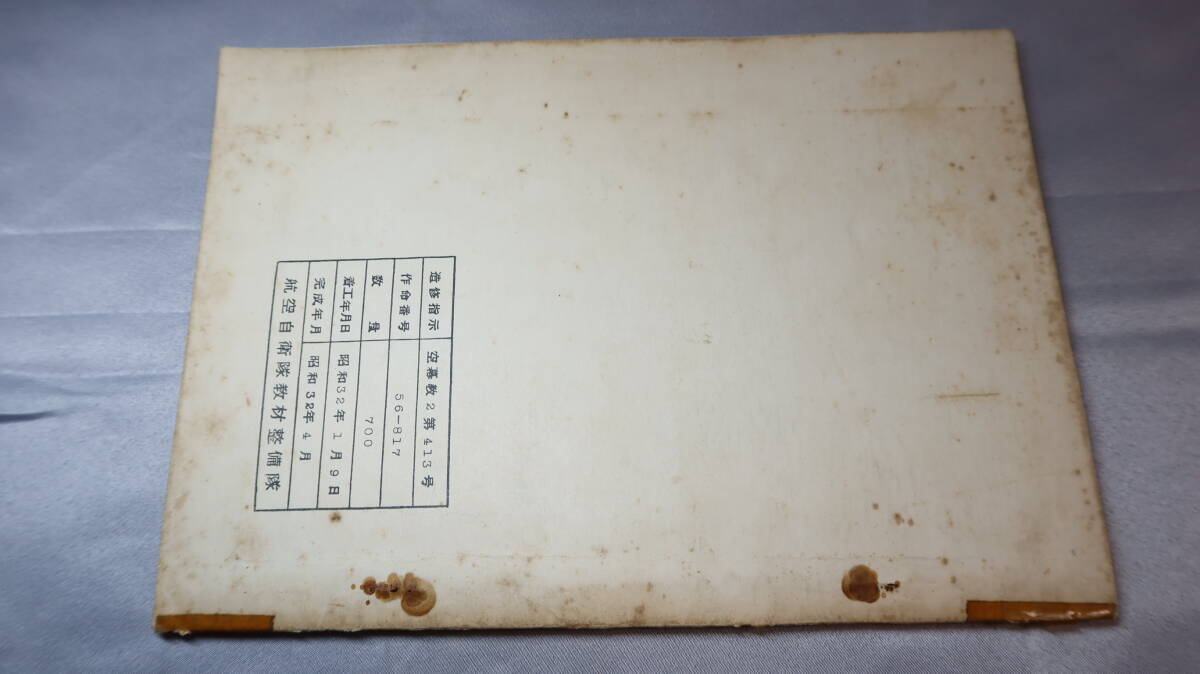 造修指示 空幕教2第413号
作命番号 56-817
数量 700
着工年月日 昭和32年1月9日
完成年月 昭和32年4月
航空自衛隊教材整備隊